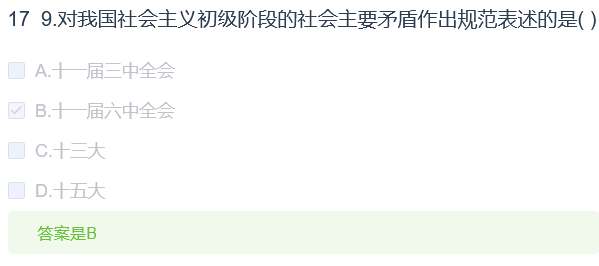 17 9.对我国社会主义初级阶段的社会主要矛盾作出规范表述的是( )
A.十一届三中全会
B.十一届六中全会
C.十三大
D.十五大
答案是B